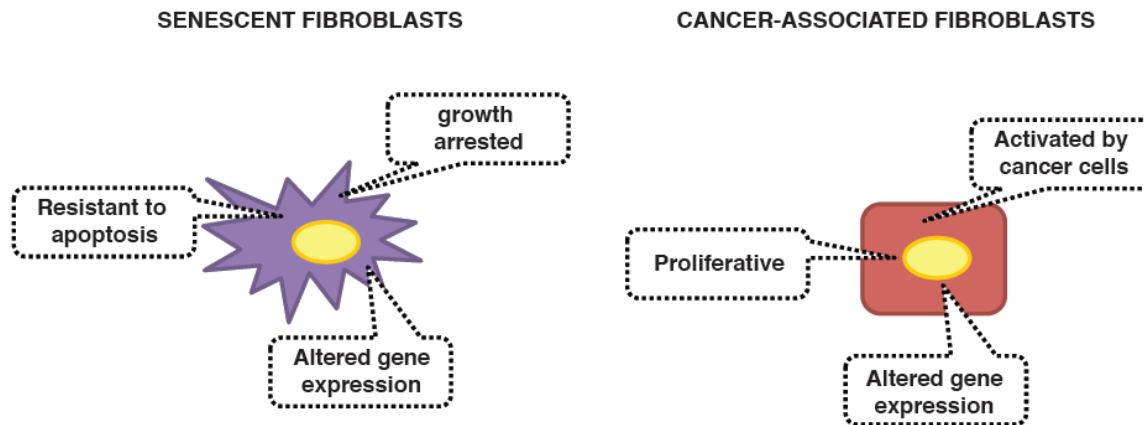 SENESCENT FIBROBLASTS
growth
arrested
Resistant to
apoptosis
Altered gene
expression
CANCER-ASSOCIATED FIBROBLASTS
Activated by
cancer cells
Proliferative
Altered gene
expression